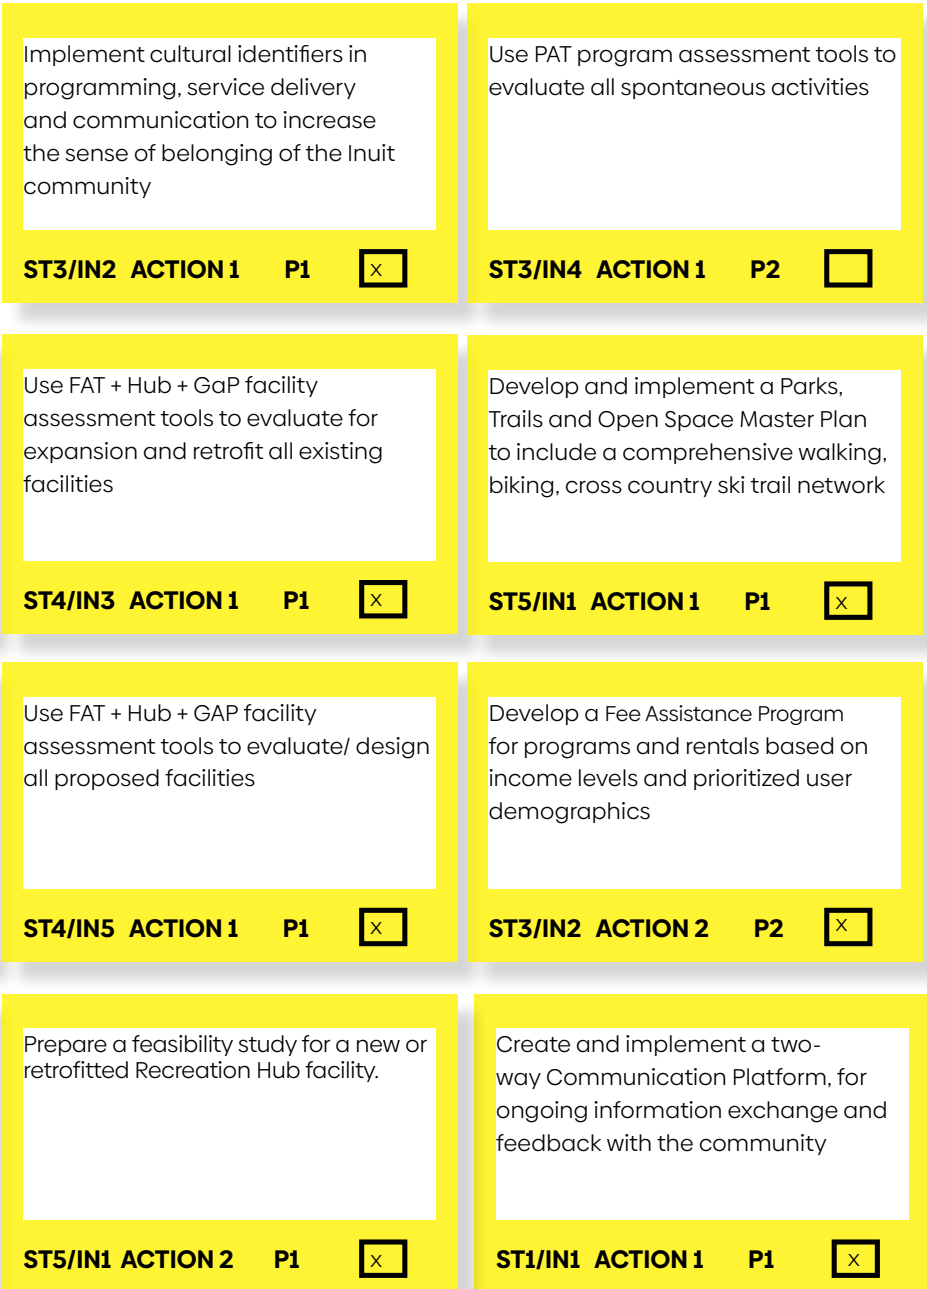 Implement cultural identifiers in
programming, service delivery
and communication to increase
the sense of belonging of the Inuit
community
ST3/IN2 ACTION 1 P1 x
Use PAT program assessment tools to
evaluate all spontaneous activities
ST3/IN4 ACTION 1 P2
Use FAT + Hub + GaP facility
assessment tools to evaluate for
expansion and retrofit all existing
facilities
ST4/IN3 ACTION 1 P1 x
Develop and implement a Parks,
Trails and Open Space Master Plan
to include a comprehensive walking,
biking, cross country ski trail network
ST5/IN1 ACTION 1 P1 x
Use FAT + Hub + GAP facility
assessment tools to evaluate/ design
all proposed facilities
ST4/IN5 ACTION 1 P1 x
Develop a Fee Assistance Program
for programs and rentals based on
income levels and prioritized user
demographics
ST3/IN2 ACTION 2 P2 x
Prepare a feasibility study for a new or
retrofitted Recreation Hub facility.
ST5/IN1 ACTION 2 P1 x
Create and implement a two-
way Communication Platform, for
ongoing information exchange and
feedback with the community
ST1/IN1 ACTION 1 P1 x